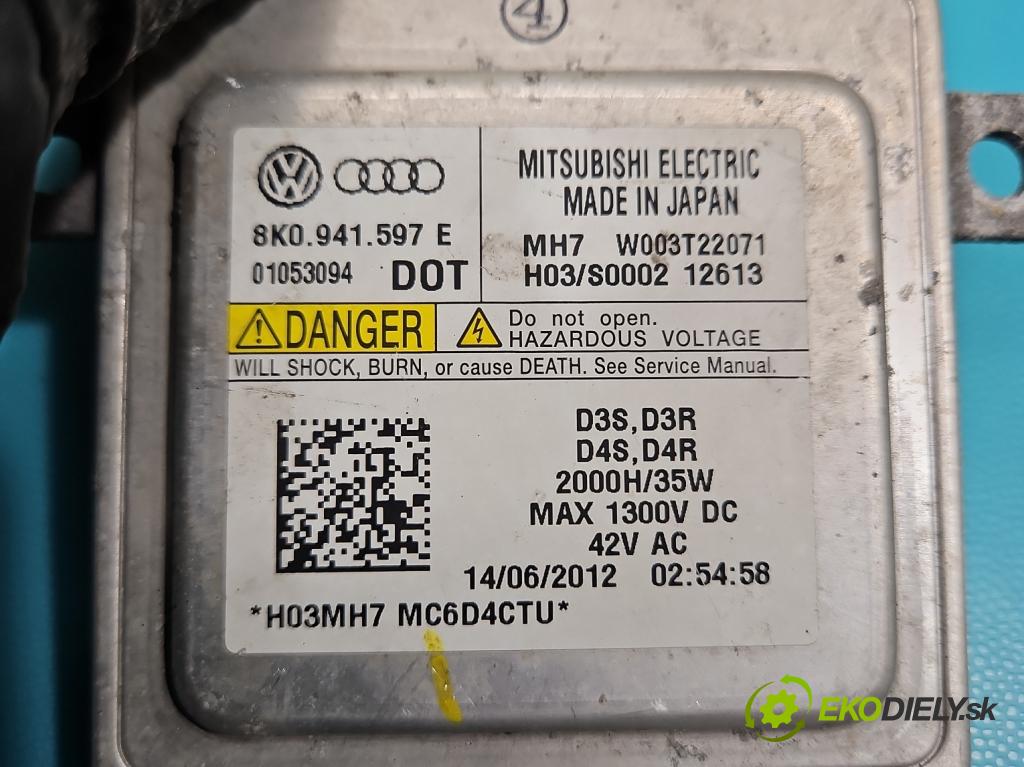 4
VW
8K0.941.597 E
01053094 DOT
MITSUBISHI ELECTRIC
MADE IN JAPAN
MH7 W003T22071
H03/S0002 12613
DANGER
Do not open.
HAZARDOUS VOLTAGE
WILL SHOCK, BURN, or cause DEATH. See Service Manual.
D3S,D3R
D4S,D4R
2000H/35W
MAX 1300V DC
42V AC
14/06/2012 02:54:58
*H03MH7 MC6D4CTU*
EKODIELY.sk